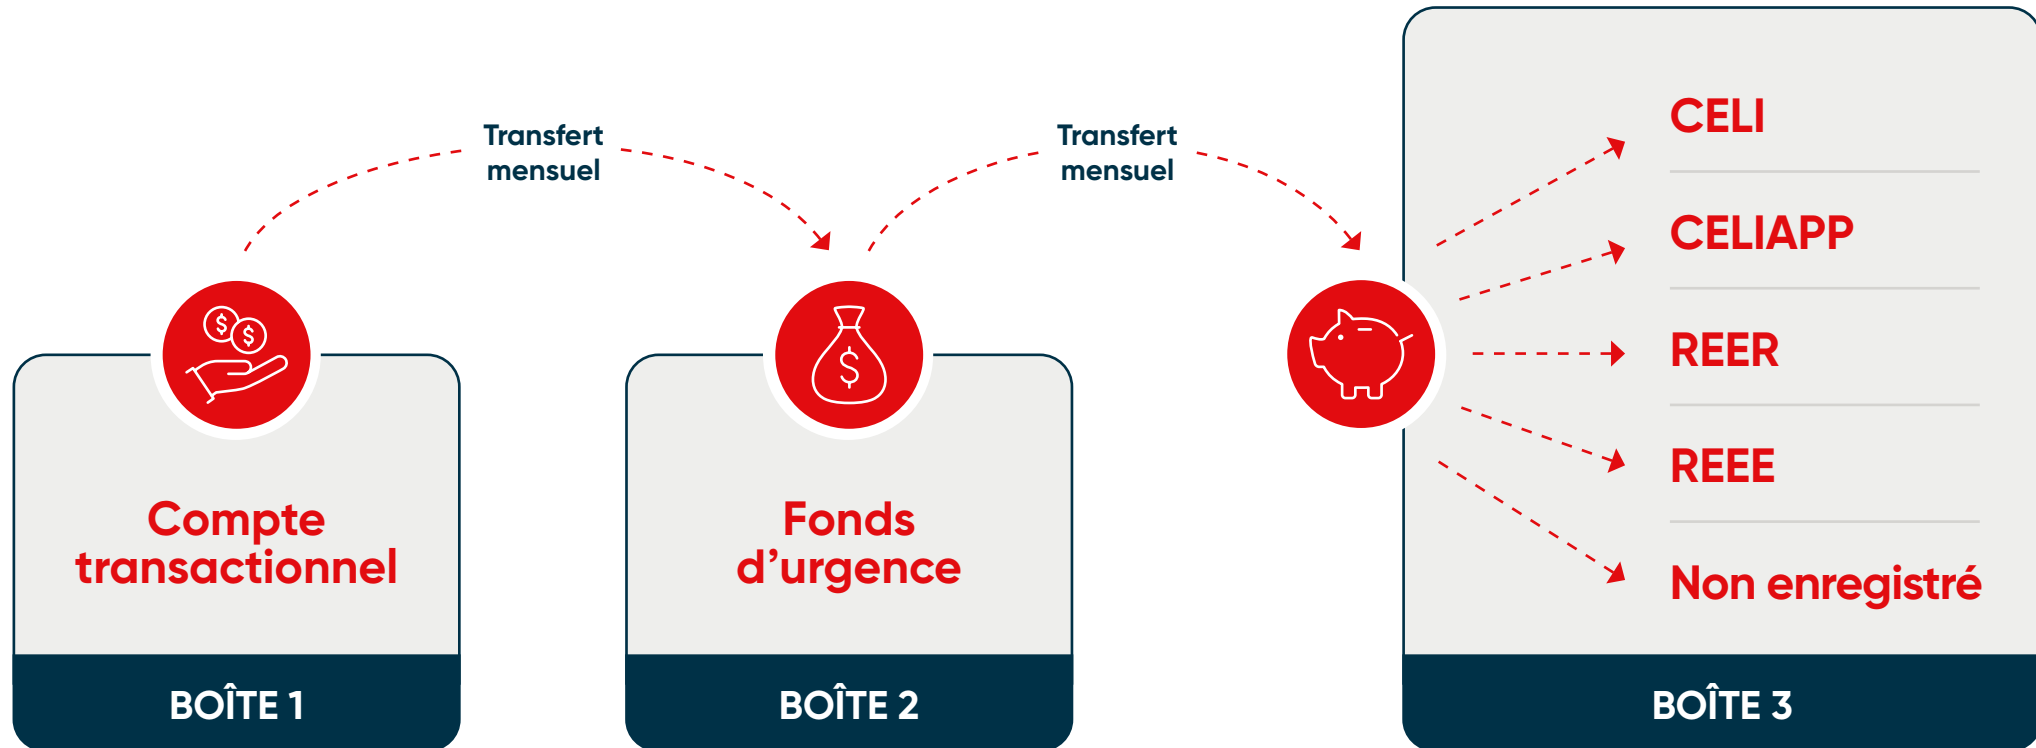 Transfert
mensuel
Transfert
mensuel
Compte
transactionnel
BOÎTE 1
Fonds
d’urgence
BOÎTE 2
CELI
CELIAPP
REER
REEE
Non enregistré
BOÎTE 3